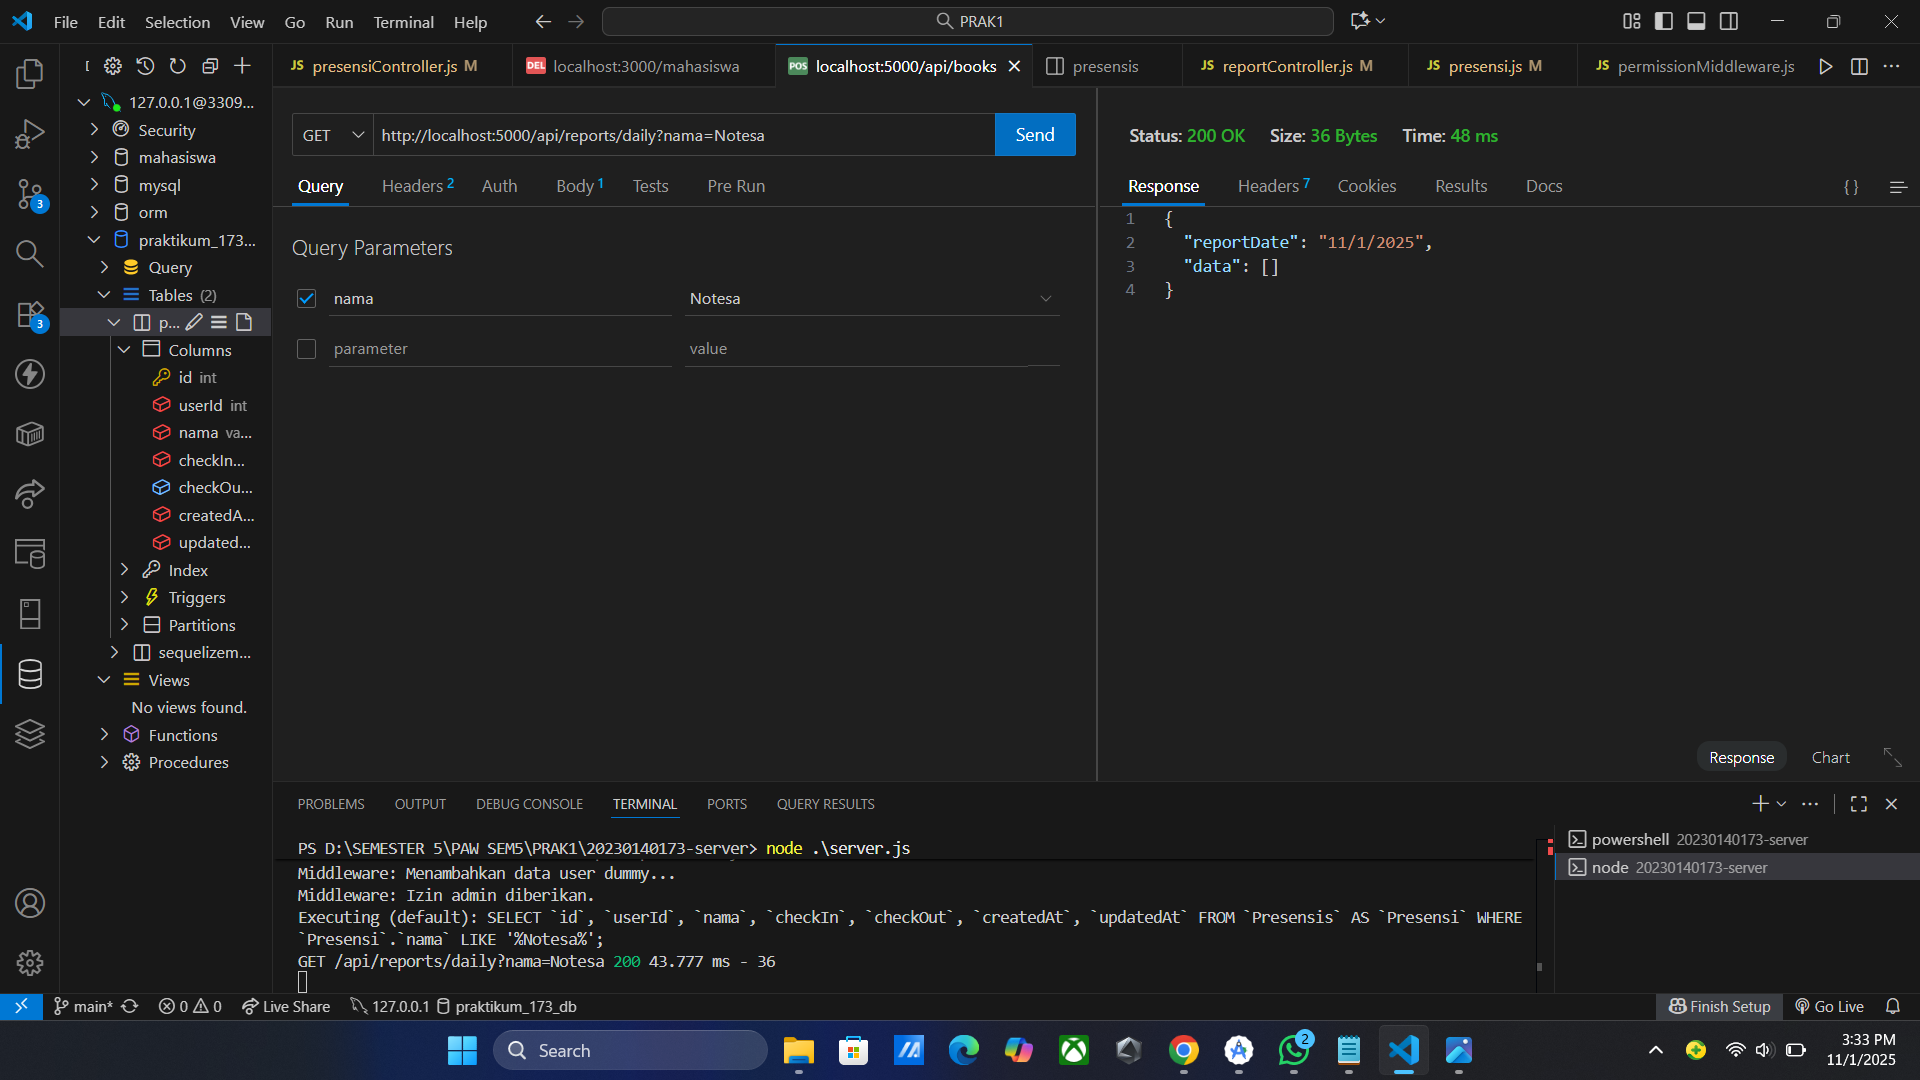 File Edit Selection View Go Run Terminal Help
PRAK1
JS presensiController.js M
DEL localhost:3000/mahasiswa
POS localhost:5000/api/books
presensis
JS reportController.js M
JS presensi.js M
JS permissionMiddleware.js
127.0.0.1@3309...
Security
mahasiswa
mysql
orm
praktikum_173...
Query
Tables (2)
p...
Columns
id int
userId int
nama va...
checkIn...
checkOu...
createdA...
updated...
Index
Triggers
Partitions
sequelizem...
Views
No views found.
Functions
Procedures
3
3
GET http://localhost:5000/api/reports/daily?nama=Notesa Send
Query Headers 2 Auth Body 1 Tests Pre Run
Query Parameters
nama Notesa
parameter value
Status: 200 OK Size: 36 Bytes Time: 48 ms
Response Headers 7 Cookies Results Docs { }
1 {
2 "reportDate": "11/1/2025",
3 "data": []
4 }
Response Chart
PROBLEMS OUTPUT DEBUG CONSOLE TERMINAL PORTS QUERY RESULTS
PS D:\SEMESTER 5\PAW SEM5\PRAK1\20230140173-server> node .\server.js
Middleware: Menambahkan data user dummy...
Middleware: Izin admin diberikan.
Executing (default): SELECT `id`, `userId`, `nama`, `checkIn`, `checkOut`, `createdAt`, `updatedAt` FROM `Presensis` AS `Presensi` WHERE
`Presensi`.`nama` LIKE '%Notesa%';
GET /api/reports/daily?nama=Notesa 200 43.777 ms - 36
powershell 20230140173-server
node 20230140173-server
main* 0 0 Live Share 127.0.0.1 praktikum_173_db
Finish Setup Go Live
Search
2
3:33 PM
11/1/2025